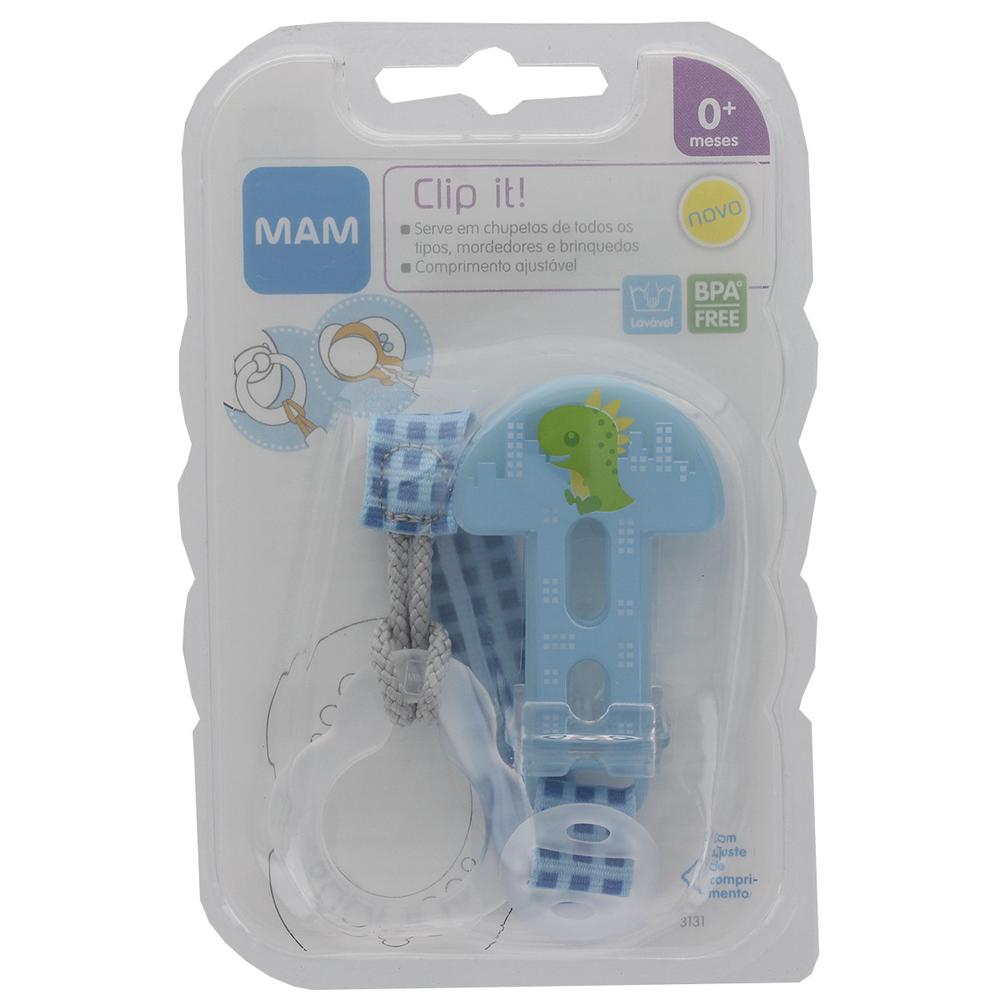 0+
meses
MAM
Clip it!
Serve em chupetas de todos os
tipos, mordedores e brinquedos
Comprimento ajustável
novo
Lavável
BPA
FREE
Com
ajuste
de
compri-
mento
3131